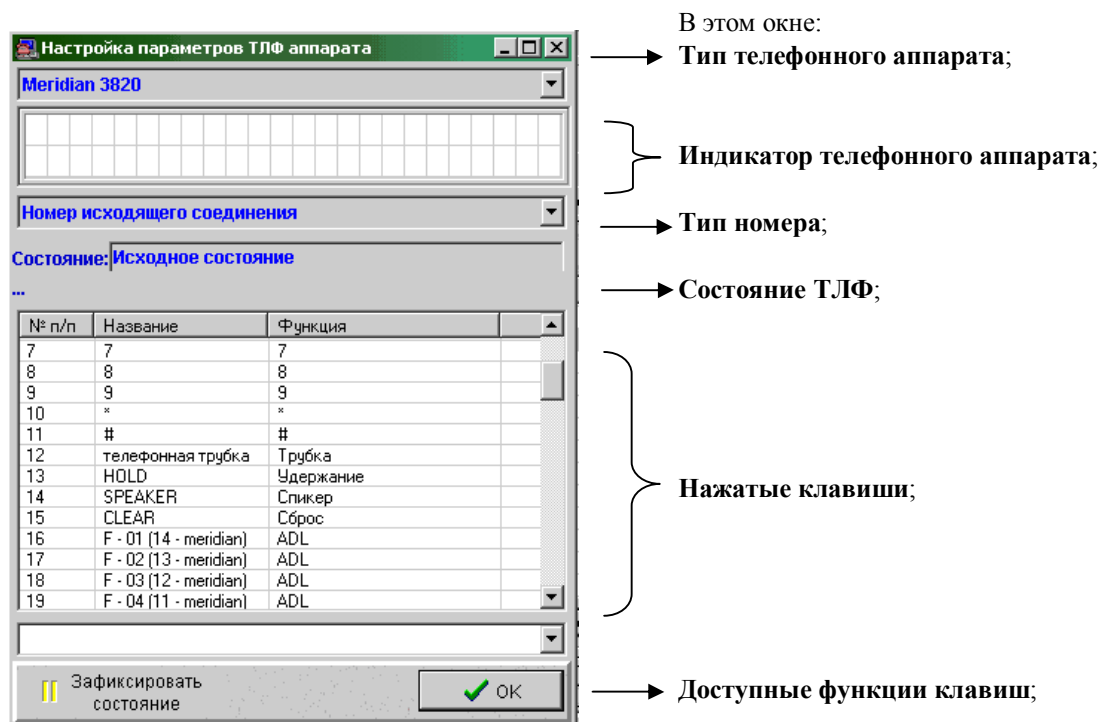 В этом окне:
Настройка параметров ТЛФ аппарата
Тип телефонного аппарата;
Meridian 3820
Индикатор телефонного аппарата;
Номер исходящего соединения
Тип номера;
Состояние: Исходное состояние
Состояние ТЛФ;
...
№ п/п Название Функция
7 7 7
8 8 8
9 9 9
10 * *
11 # #
12 телефонная трубка Трубка
13 HOLD Удержание
14 SPEAKER Спикер
Нажатые клавиши;
15 CLEAR Сброс
16 F - 01 (14 - meridian) ADL
17 F - 02 (13 - meridian) ADL
18 F - 03 (12 - meridian) ADL
19 F - 04 (11 - meridian) ADL
Зафиксировать
состояние
OK
Доступные функции клавиш;